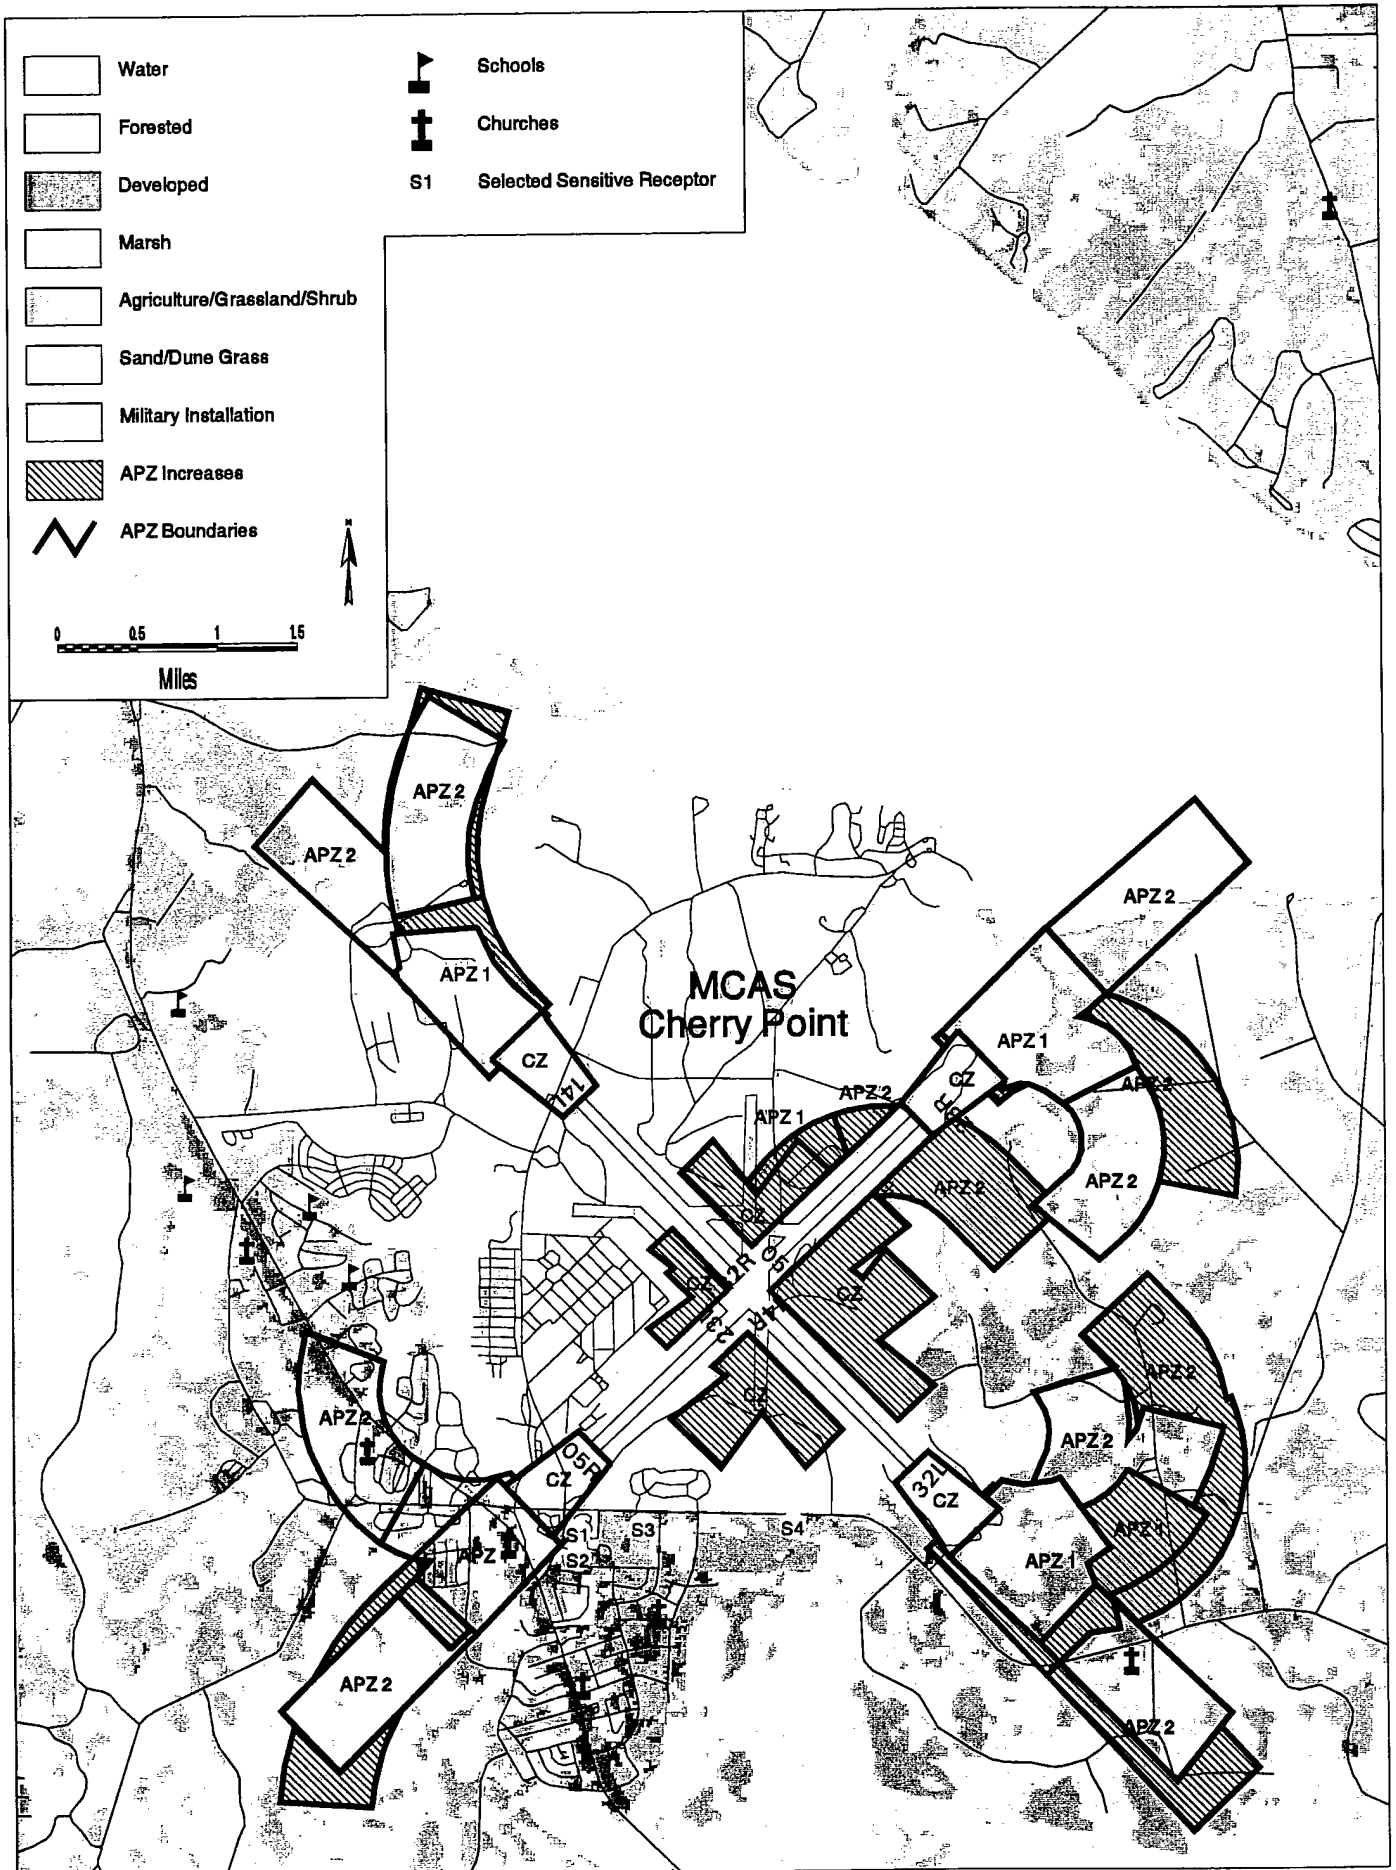 Water
Forested
Developed
Marsh
Agriculture/Grassland/Shrub
Sand/Dune Grass
Military Installation
APZ Increases
APZ Boundaries
Schools
Churches
S1 Selected Sensitive Receptor
N
0 0.5 1 1.5
Miles
APZ 2
APZ 2
APZ 1
CZ
14L
MCAS
Cherry Point
APZ 2
APZ 1
CZ
APZ 2
APZ 2
APZ 1
APZ 2
APZ 2
CZ
CZ
CZ
14R
CZ
APZ 2
APZ 2
APZ 1
APZ 1
32L
CZ
APZ 2
APZ 2
05R
CZ
APZ
APZ 2
S1
S2
S3
S4